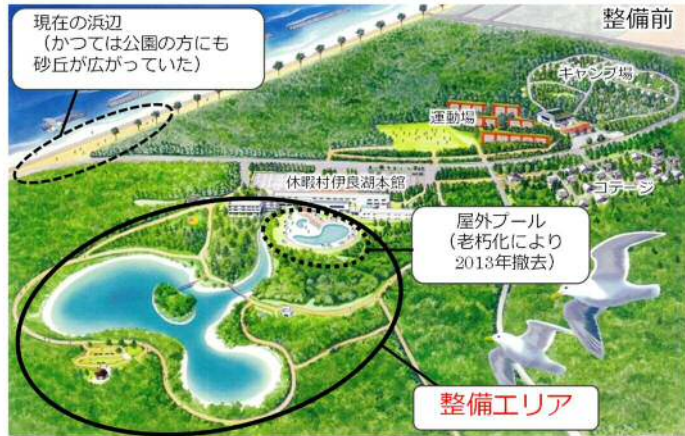 整備前
現在の浜辺
（かつては公園の方にも
砂丘が広がっていた）
キャンプ場
運動場
休暇村伊良湖本館
コテージ
屋外プール
（老朽化により
2013年撤去）
整備エリア